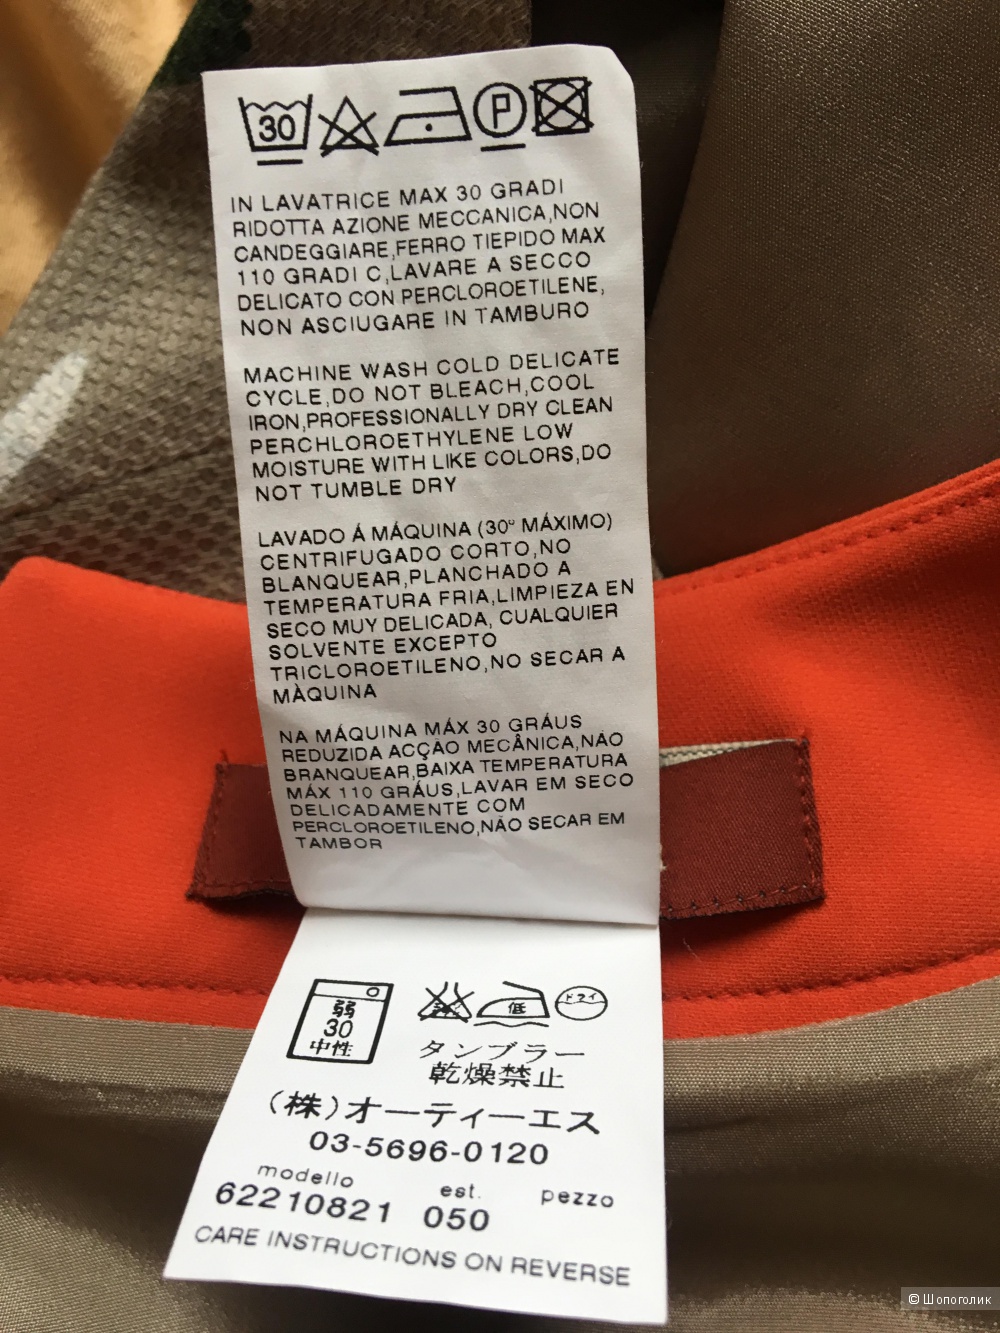 30
P
IN LAVATRICE MAX 30 GRADI
RIDOTTA AZIONE MECCANICA,NON
CANDEGGIARE,FERRO TIEPIDO MAX
110 GRADI C,LAVARE A SECCO
DELICATO CON PERCLOROETILENE,
NON ASCIUGARE IN TAMBURO
MACHINE WASH COLD DELICATE
CYCLE,DO NOT BLEACH,COOL
IRON,PROFESSIONALLY DRY CLEAN
PERCHLOROETHYLENE LOW
MOISTURE WITH LIKE COLORS,DO
NOT TUMBLE DRY
LAVADO Á MÁQUINA (30º MÁXIMO)
CENTRIFUGADO CORTO,NO
BLANQUEAR,PLANCHADO A
TEMPERATURA FRIA,LIMPIEZA EN
SECO MUY DELICADA, CUALQUIER
SOLVENTE EXCEPTO
TRICLOROETILENO,NO SECAR A
MÀQUINA
NA MÁQUINA MÁX 30 GRÁUS
REDUZIDA ACÇÃO MECÂNICA,NÃO
BRANQUEAR,BAIXA TEMPERATURA
MÁX 110 GRÁUS,LAVAR EM SECO
DELICADAMENTE COM
PERCLOROETILENO,NÃO SECAR EM
TAMBOR
弱
30
中性
低
ドライ
タンブラー
乾燥禁止
(株)オーティーエス
03-5696-0120
modello est. pezzo
62210821 050
CARE INSTRUCTIONS ON REVERSE
© Шопоголик